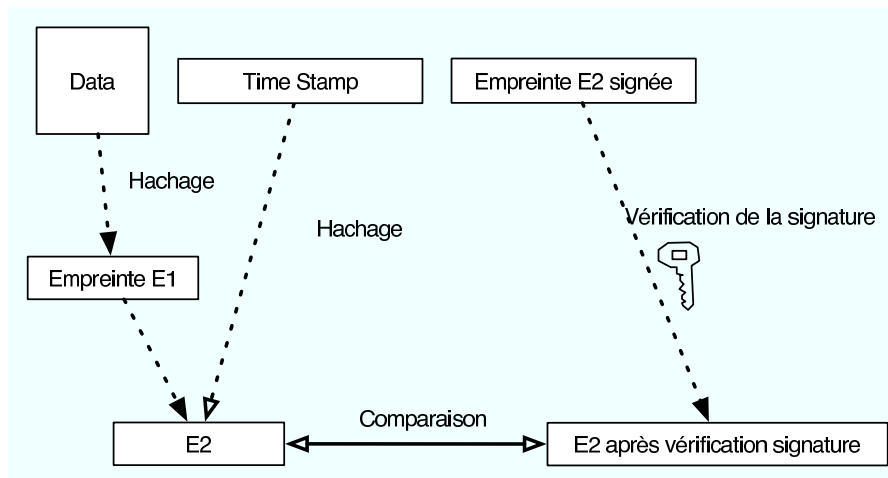 Data
Time Stamp
Empreinte E2 signée
Hachage
Vérification de la signature
Hachage
Empreinte E1
Comparaison
E2
E2 après vérification signature